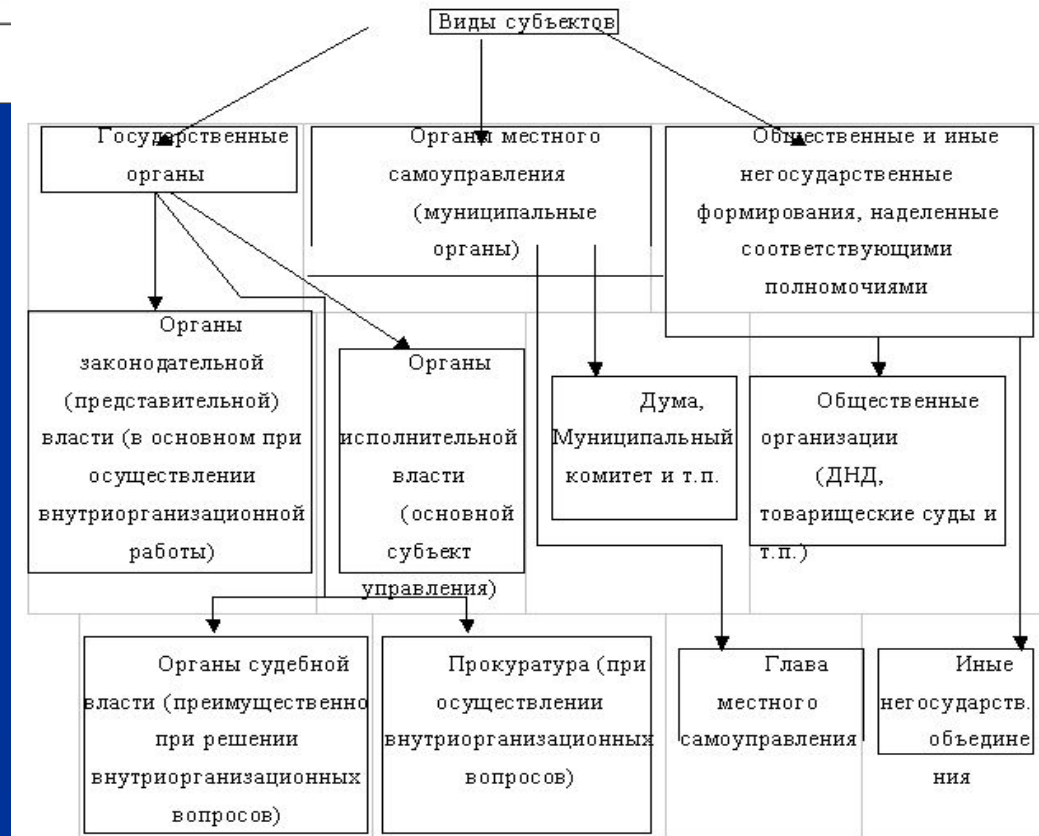 Виды субъектов
Государственные
органы
Органы местного
самоуправления
(муниципальные
органы)
Общественные и иные
негосударственные
формирования, наделенные
соответствующими
полномочиями
Органы
законодательной
(представительной)
власти (в основном при
осуществлении
внутриорганизационной
работы)
Органы
исполнительной
власти
(основной
субъект
управления)
Дума,
Муниципальный
комитет и т.п.
Общественные
организации
(ДНД,
товарищеские суды и
т.п.)
Органы судебной
власти (преимущественно
при решении
внутриорганизационных
вопросов)
Прокуратура (при
осуществлении
внутриорганизационных
вопросов)
Глава
местного
самоуправления
Иные
негосударств.
объедине
ния